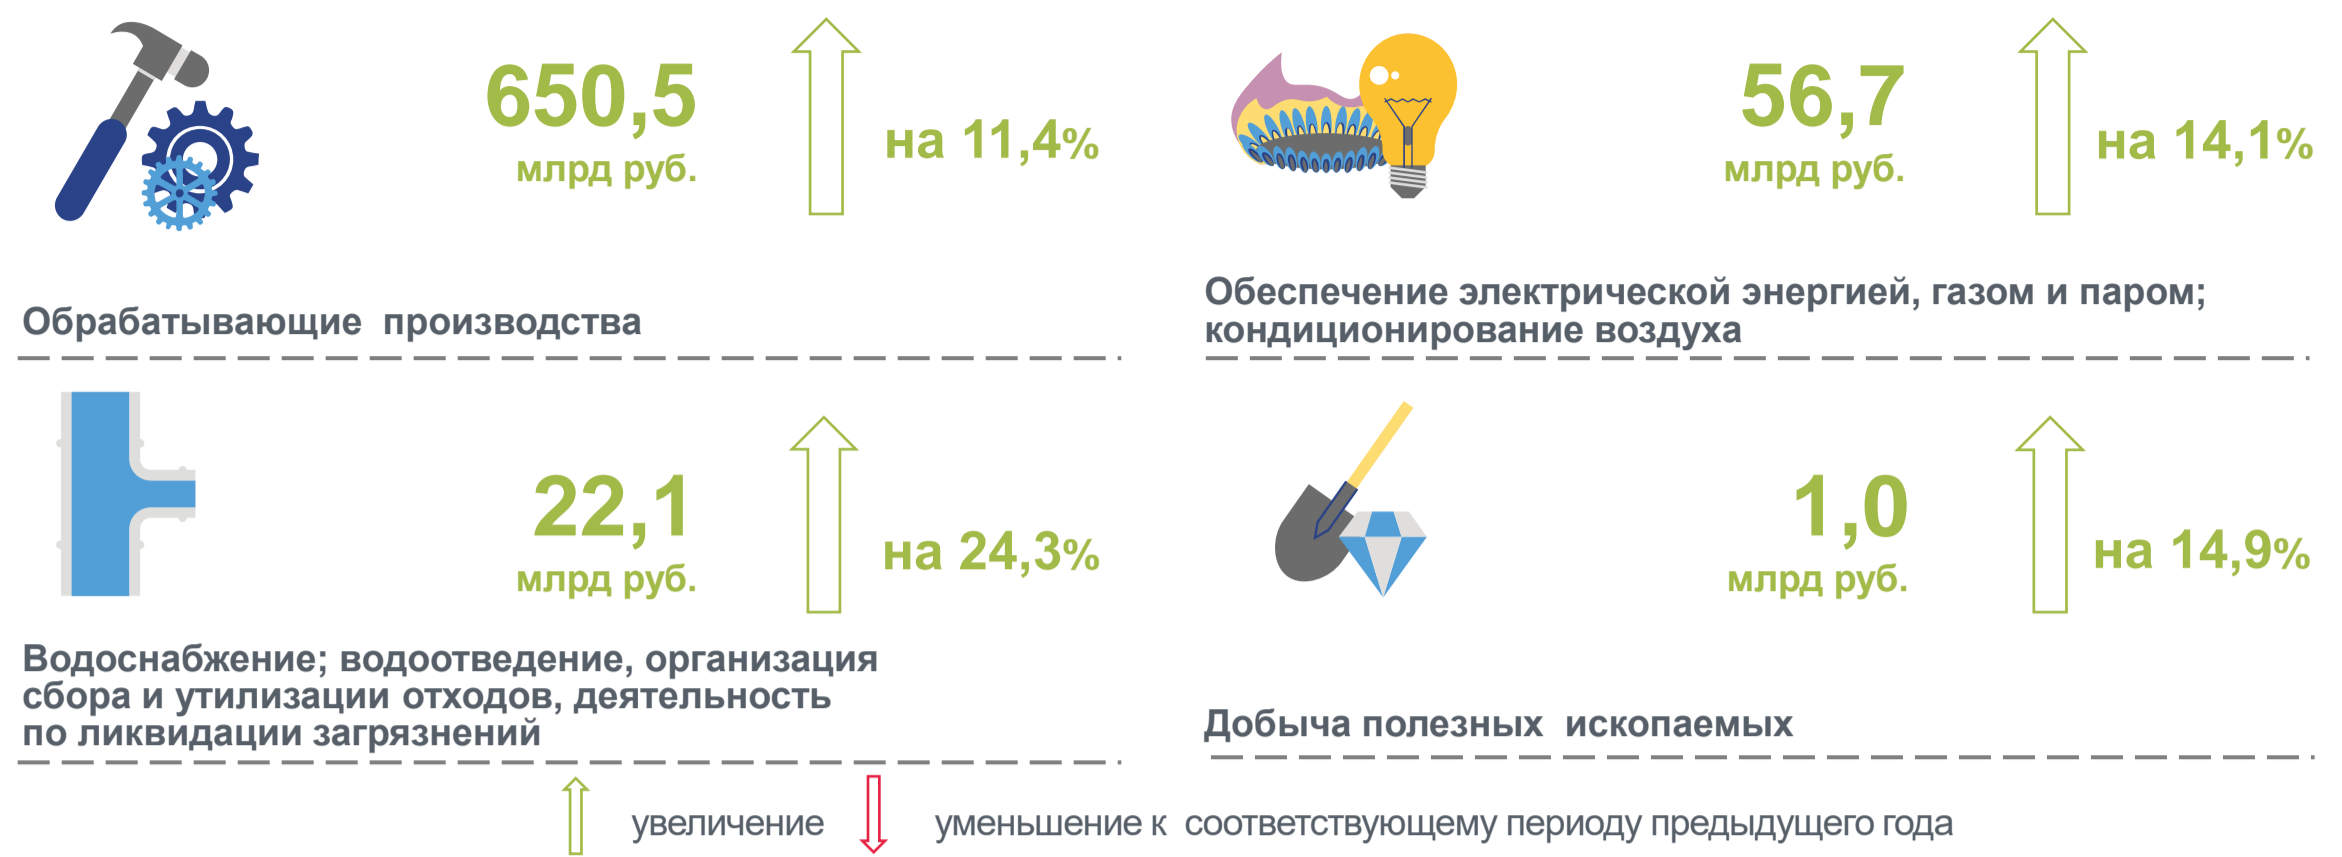 650,5
млрд руб.
на 11,4%
Обрабатывающие производства
56,7
млрд руб.
на 14,1%
Обеспечение электрической энергией, газом и паром;
кондиционирование воздуха
22,1
млрд руб.
на 24,3%
Водоснабжение; водоотведение, организация
сбора и утилизации отходов, деятельность
по ликвидации загрязнений
1,0
млрд руб.
на 14,9%
Добыча полезных ископаемых
увеличение
уменьшение к соответствующему периоду предыдущего года